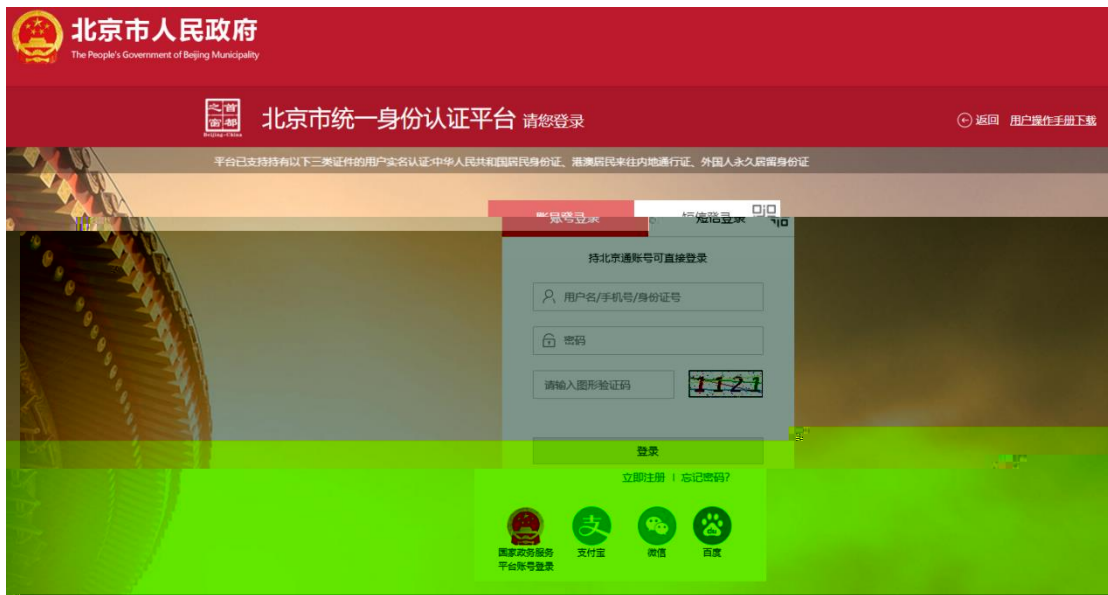 北京市人民政府
The People's Government of Beijing Municipality
首都之窗
Beijing-China
北京市统一身份认证平台 请您登录
返回 用户操作手册下载
平台已支持持有以下三类证件的用户实名认证:中华人民共和国居民身份证、港澳居民来往内地通行证、外国人永久居留身份证
账号登录 短信登录
持北京通账号可直接登录
用户名/手机号/身份证号
密码
请输入图形验证码 1121
登录
立即注册 | 忘记密码?
国家政务服务平台账号登录 支付宝 微信 百度